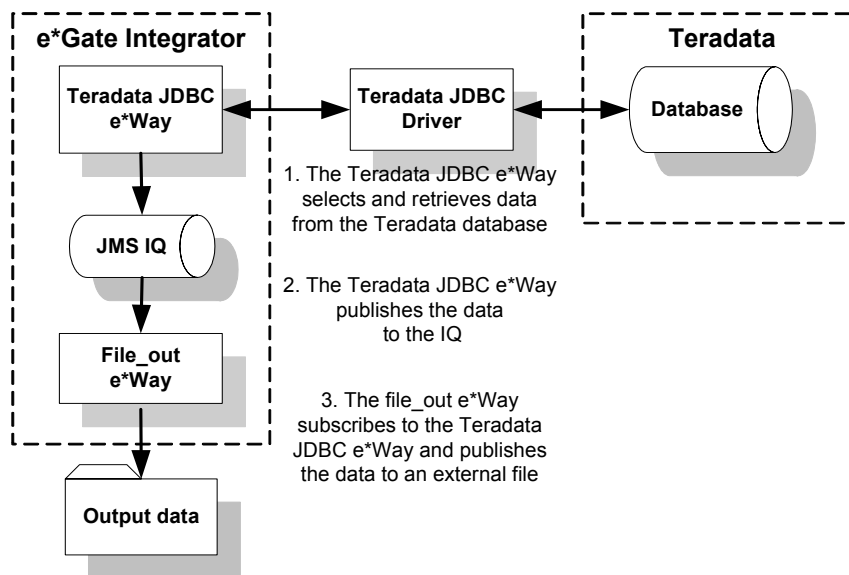 e*Gate Integrator
Teradata
Teradata JDBC
e*Way
Teradata JDBC
Driver
Database
1. The Teradata JDBC e*Way
selects and retrieves data
from the Teradata database
JMS IQ
2. The Teradata JDBC e*Way
publishes the data
to the IQ
File_out
e*Way
3. The file_out e*Way
subscribes to the Teradata
JDBC e*Way and publishes
the data to an external file
Output data